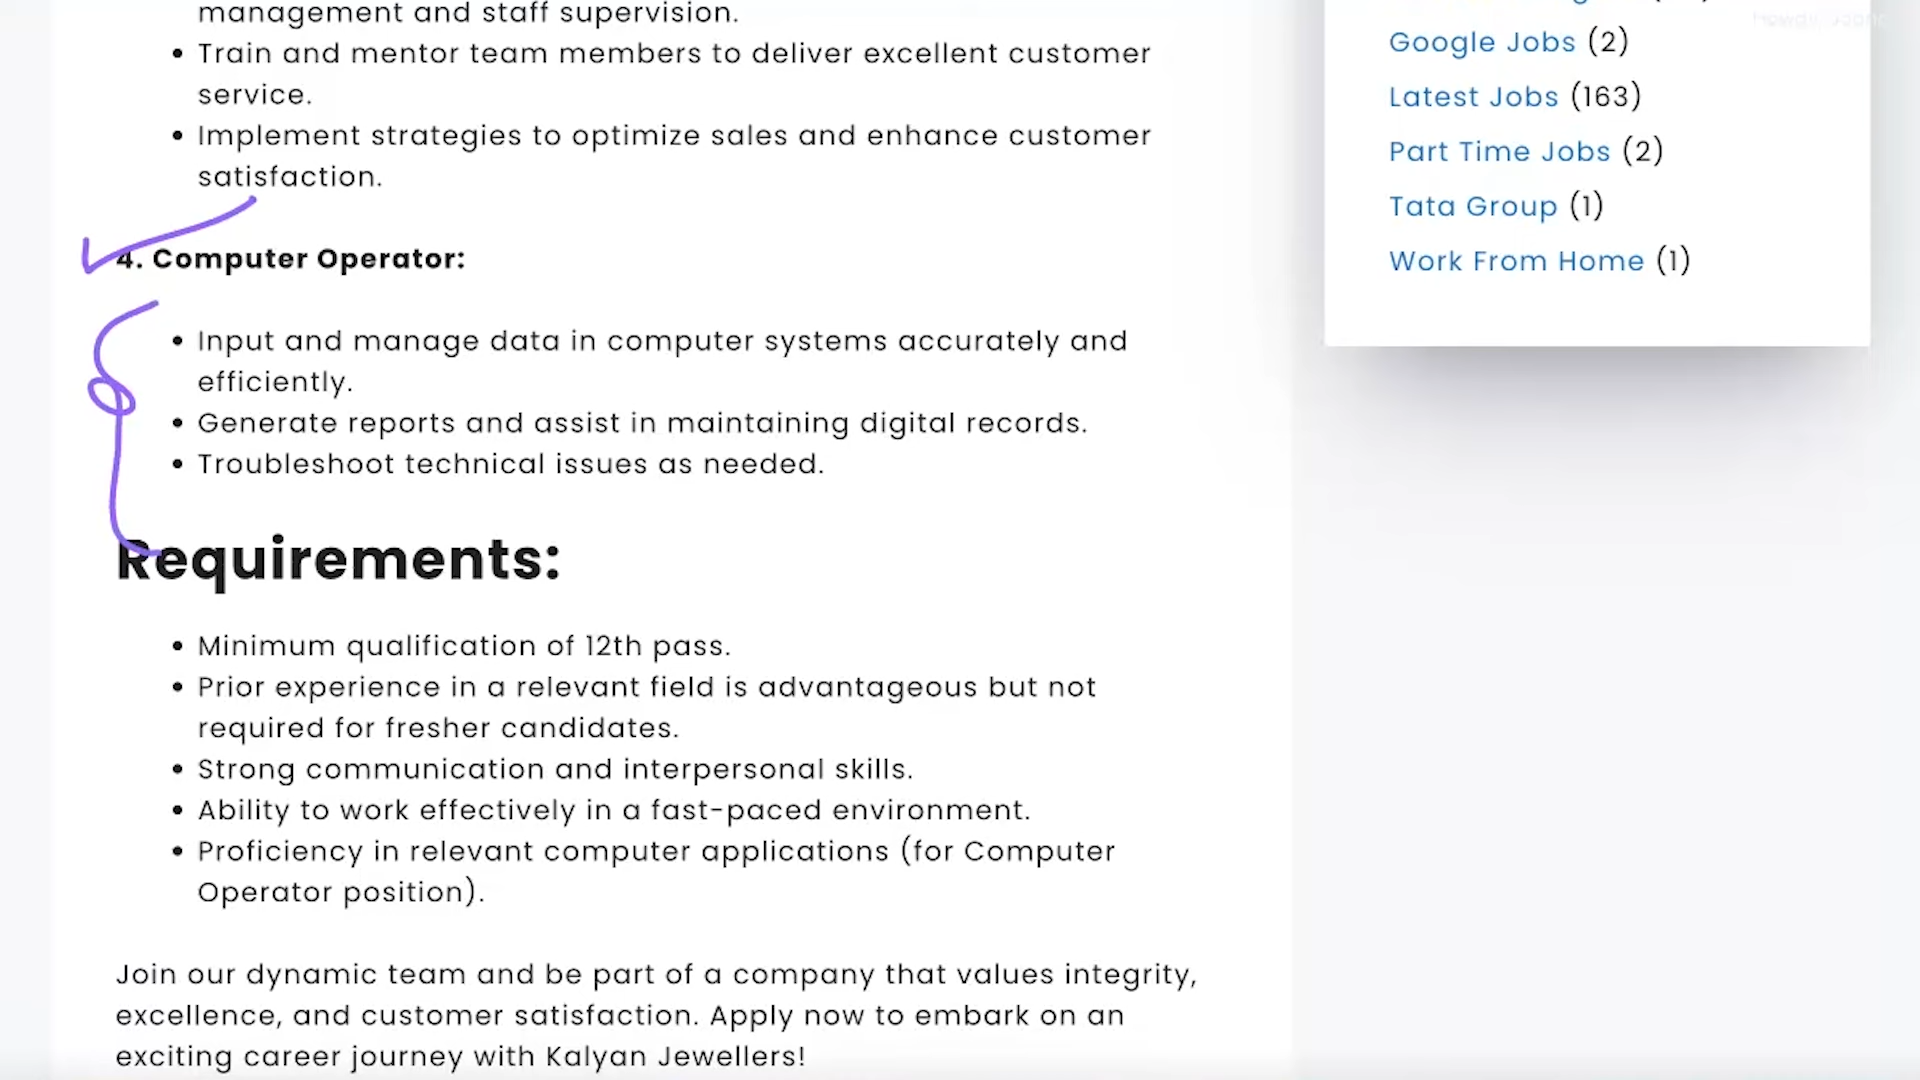 management and staff supervision.
• Train and mentor team members to deliver excellent customer
service.
• Implement strategies to optimize sales and enhance customer
satisfaction.
4. Computer Operator:
• Input and manage data in computer systems accurately and
efficiently.
• Generate reports and assist in maintaining digital records.
• Troubleshoot technical issues as needed.
Requirements:
• Minimum qualification of 12th pass.
• Prior experience in a relevant field is advantageous but not
required for fresher candidates.
• Strong communication and interpersonal skills.
• Ability to work effectively in a fast-paced environment.
• Proficiency in relevant computer applications (for Computer
Operator position).
Join our dynamic team and be part of a company that values integrity,
excellence, and customer satisfaction. Apply now to embark on an
exciting career journey with Kalyan Jewellers!
Google Jobs (2)
Latest Jobs (163)
Part Time Jobs (2)
Tata Group (1)
Work From Home (1)